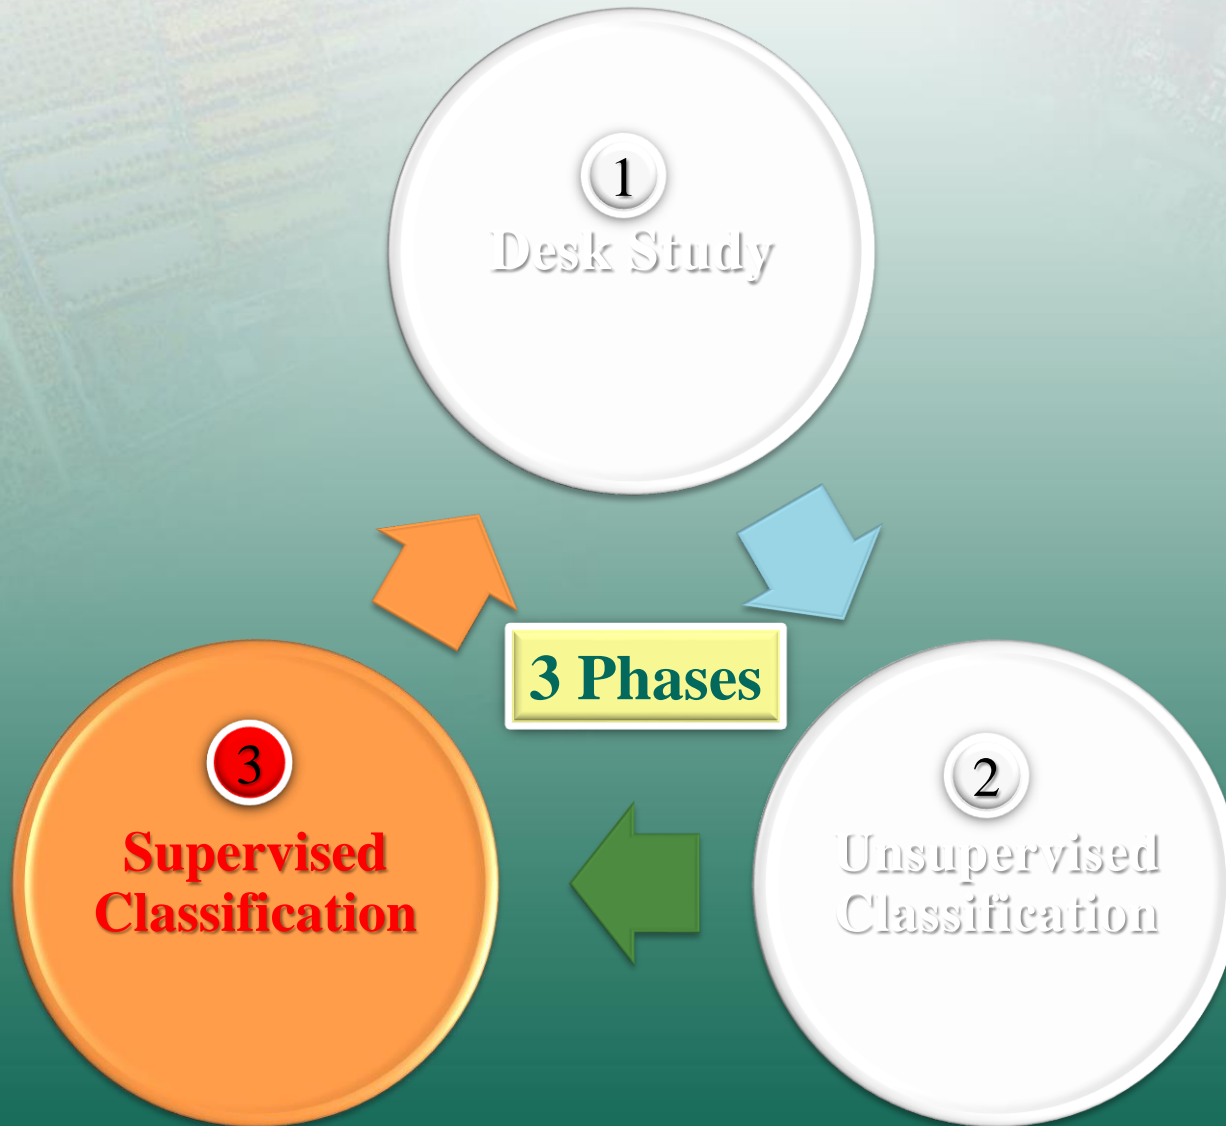 1
Desk Study
3 Phases
3
Supervised
Classification
2
Unsupervised
Classification